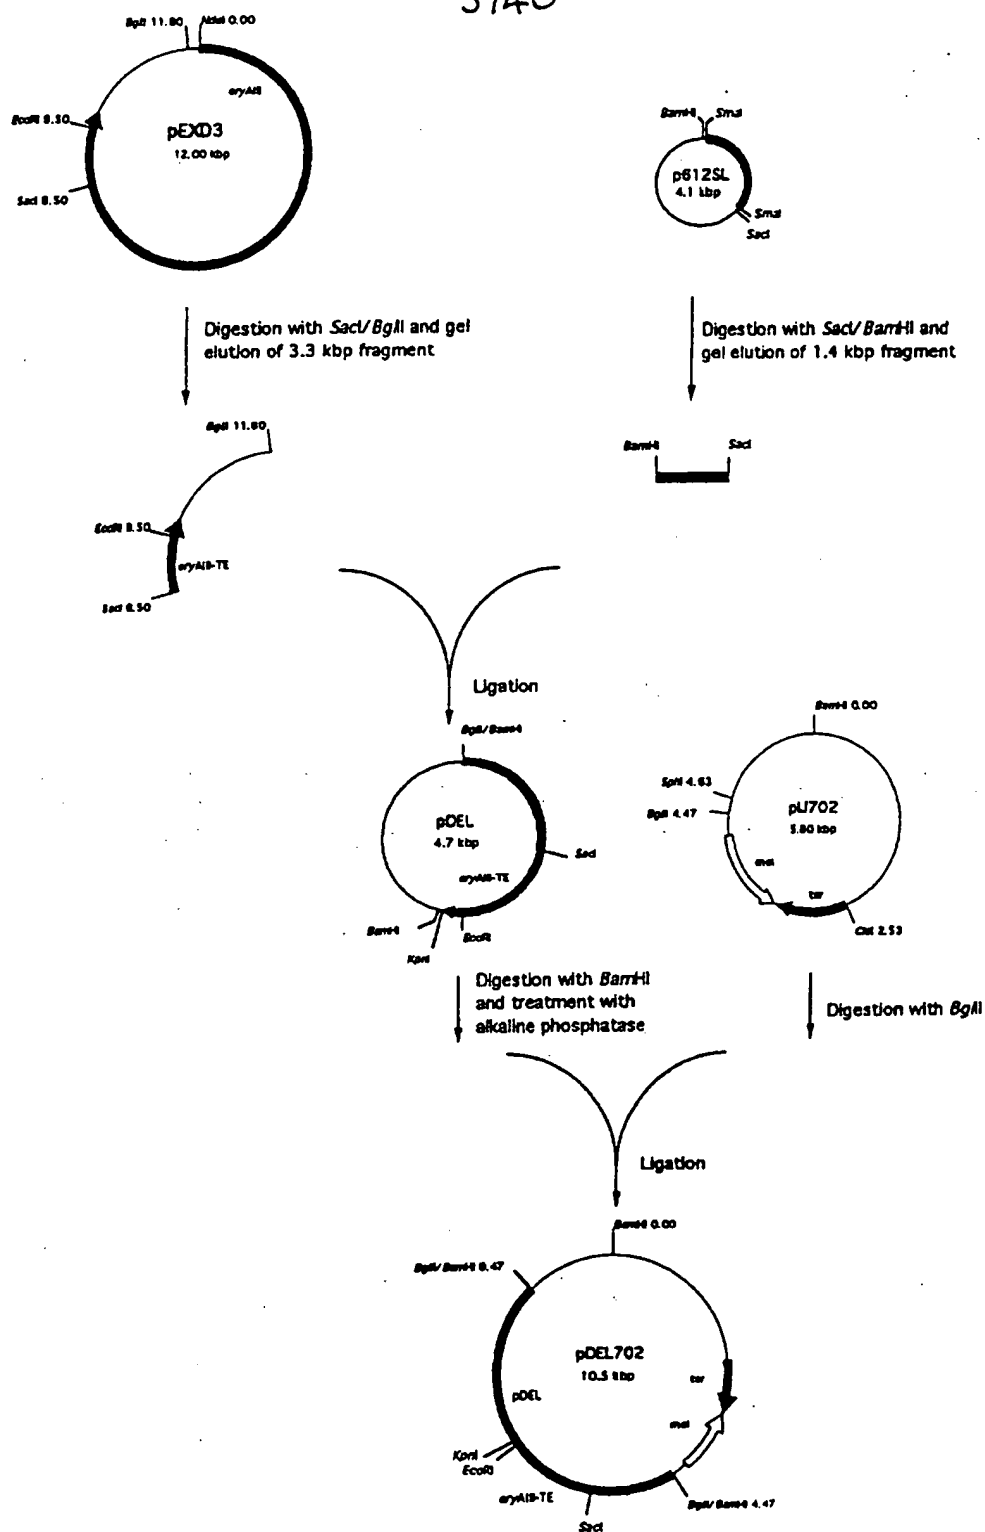 5/40
BglII 11.80
NdeI 0.00
eryAIII
EcoRI 9.50
pEXD3
12.00 kbp
SacI 8.50
BamHI
SmaI
p612SL
4.1 kbp
SmaI
SacI
Digestion with SacI/BglII and gel
elution of 3.3 kbp fragment
Digestion with SacI/BamHI and
gel elution of 1.4 kbp fragment
BglII 11.80
BamHI
SacI
EcoRI 9.50
eryAIII-TE
SacI 8.50
Ligation
BglII/BamHI
BamHI 0.00
SphI 4.63
BglII 4.47
pDEL
4.7 kbp
SacI
eryAIII-TE
BamHI
KpnI
EcoRI
pIJ702
5.80 kbp
mel
tsr
ClaI 2.53
Digestion with BamHI
and treatment with
alkaline phosphatase
Digestion with BglII
Ligation
BamHI 0.00
BglII/BamHI 9.47
pDEL702
10.5 kbp
tsr
pDEL
mel
KpnI
EcoRI
eryAIII-TE
BglII/BamHI 4.47
SacI